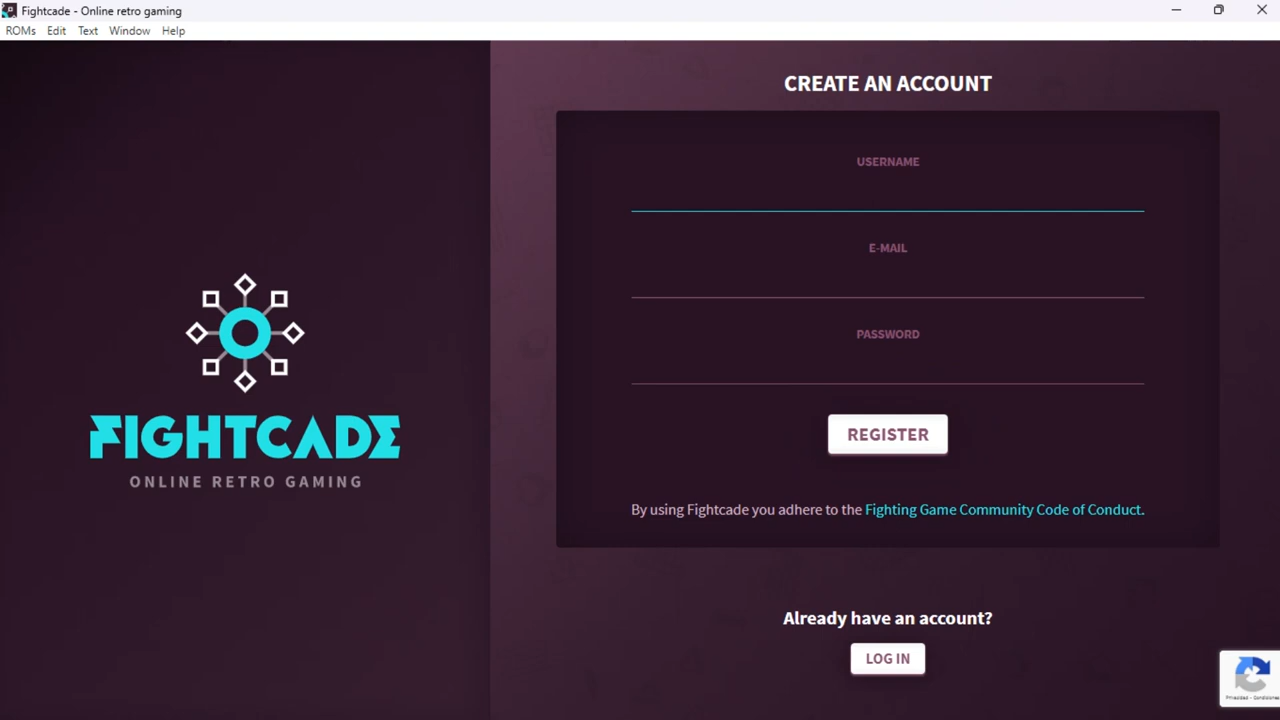 Fightcade - Online retro gaming
ROMs Edit Text Window Help
CREATE AN ACCOUNT
USERNAME
E-MAIL
PASSWORD
REGISTER
By using Fightcade you adhere to the Fighting Game Community Code of Conduct.
FIGHTCADE
ONLINE RETRO GAMING
Already have an account?
LOG IN
Privacidad - Condiciones